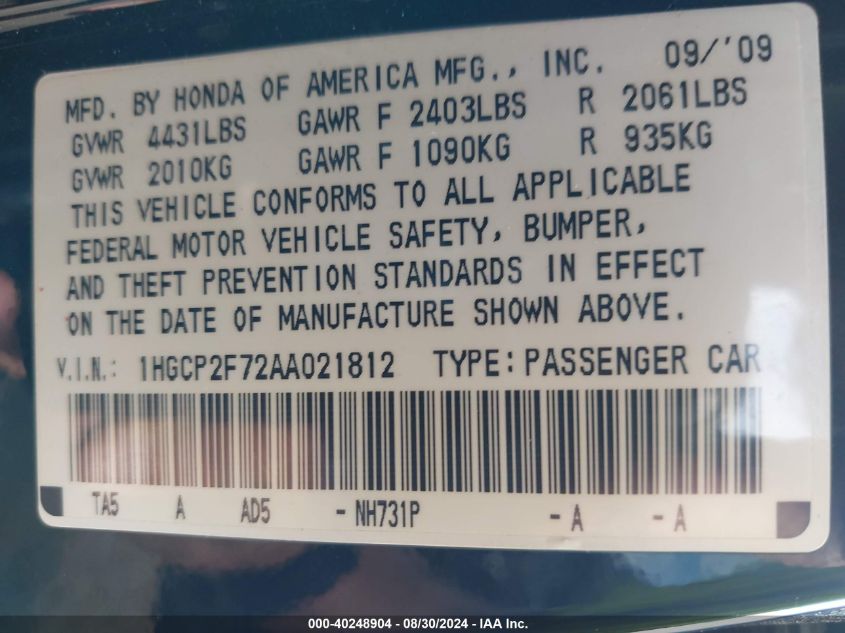 MFD. BY HONDA OF AMERICA MFG., INC. 09/'09
GVWR 4431LBS GAWR F 2403LBS R 2061LBS
GVWR 2010KG GAWR F 1090KG R 935KG
THIS VEHICLE CONFORMS TO ALL APPLICABLE
FEDERAL MOTOR VEHICLE SAFETY, BUMPER,
AND THEFT PREVENTION STANDARDS IN EFFECT
ON THE DATE OF MANUFACTURE SHOWN ABOVE.
V.I.N.: 1HGCP2F72AA021812 TYPE:PASSENGER CAR
TA5 A AD5 -NH731P -A -A
000-40248904 - 08/30/2024 - IAA Inc.